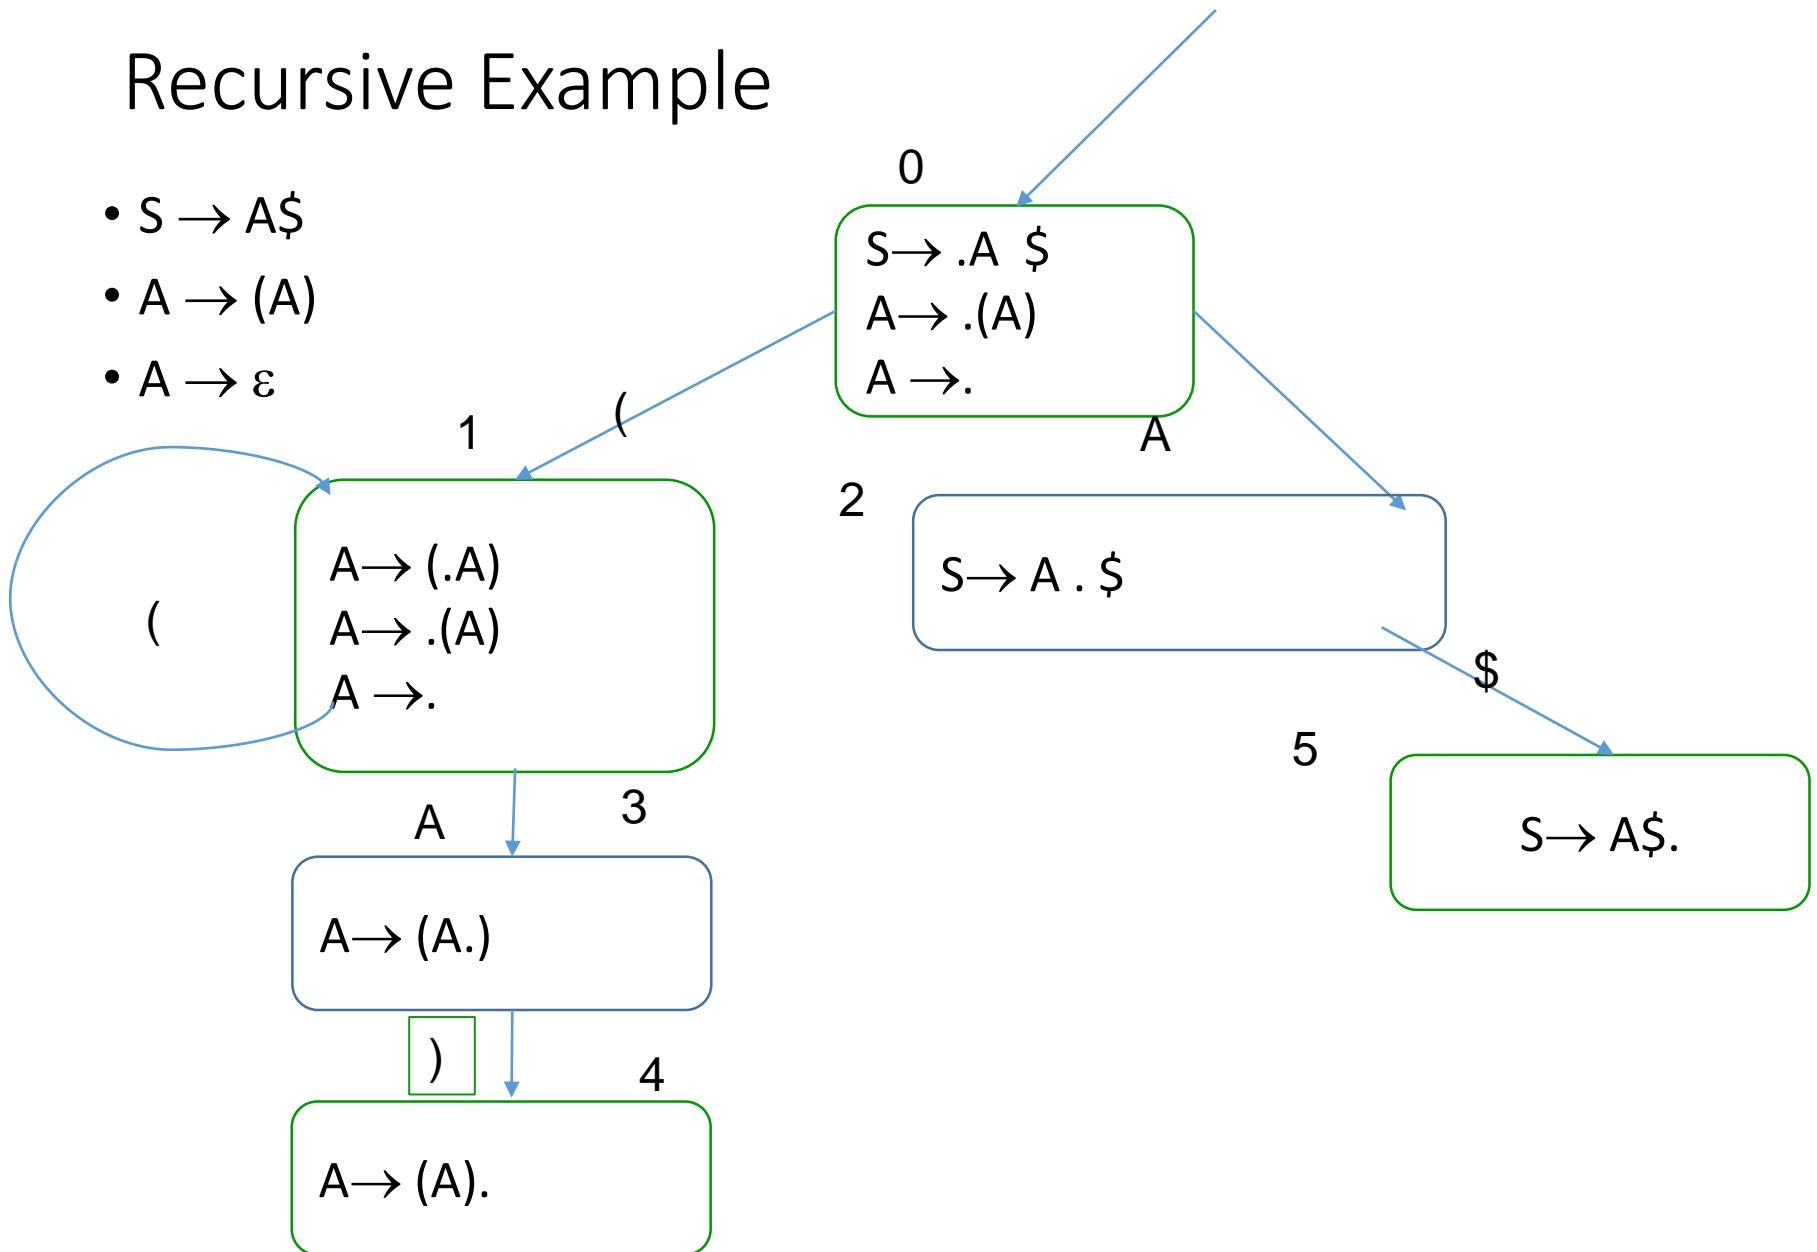 Recursive Example
• S → A$
• A → (A)
• A → ε
0
S→ .A $
A→ .(A)
A →.
(
A
1
A→ (.A)
A→ .(A)
A →.
(
2
S→ A . $
$
5
S→ A$.
A
3
A→ (A.)
)
4
A→ (A).